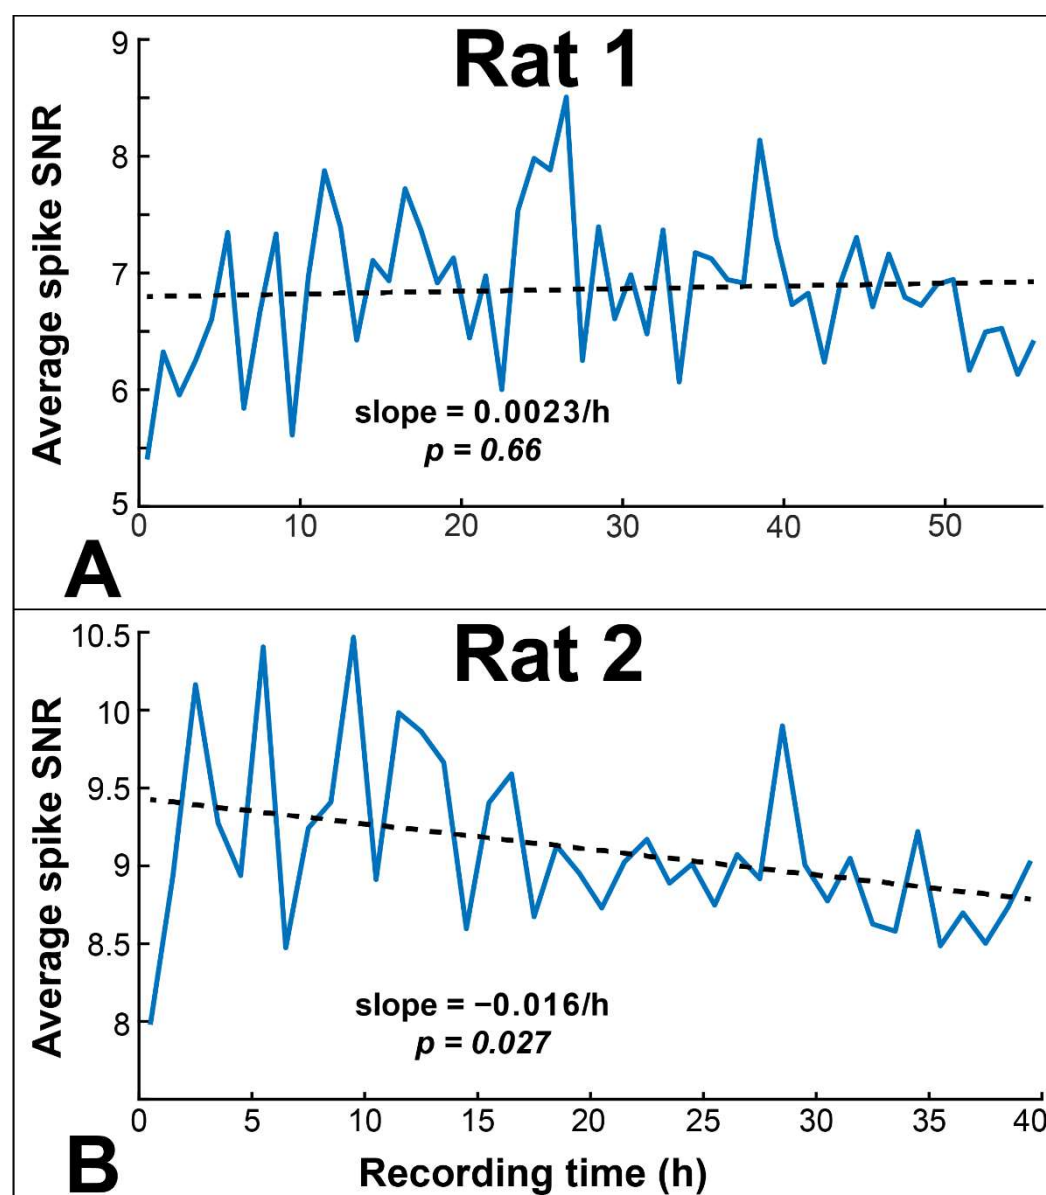 Rat 1
Average spike SNR
9
8
7
6
5
slope = 0.0023/h
p = 0.66
0 10 20 30 40 50
A
Rat 2
Average spike SNR
10.5
10
9.5
9
8.5
8
slope = −0.016/h
p = 0.027
0 5 10 15 20 25 30 35 40
B
Recording time (h)